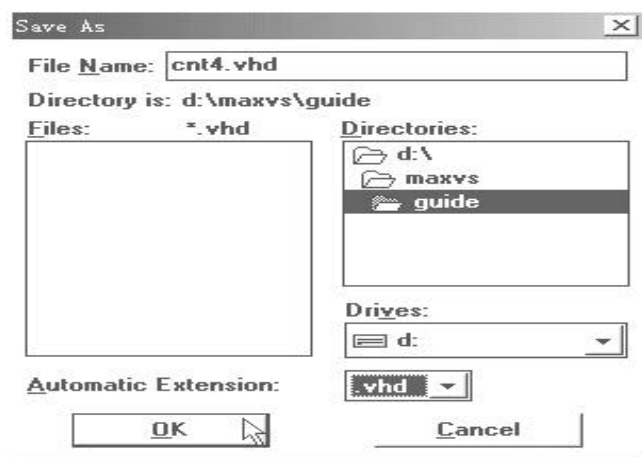 Save As
File Name: cnt4.vhd
Directory is: d:\maxvs\guide
Files: *.vhd
Directories:
d:\
maxvs
guide
Drives:
d:
Automatic Extension: .vhd
OK Cancel